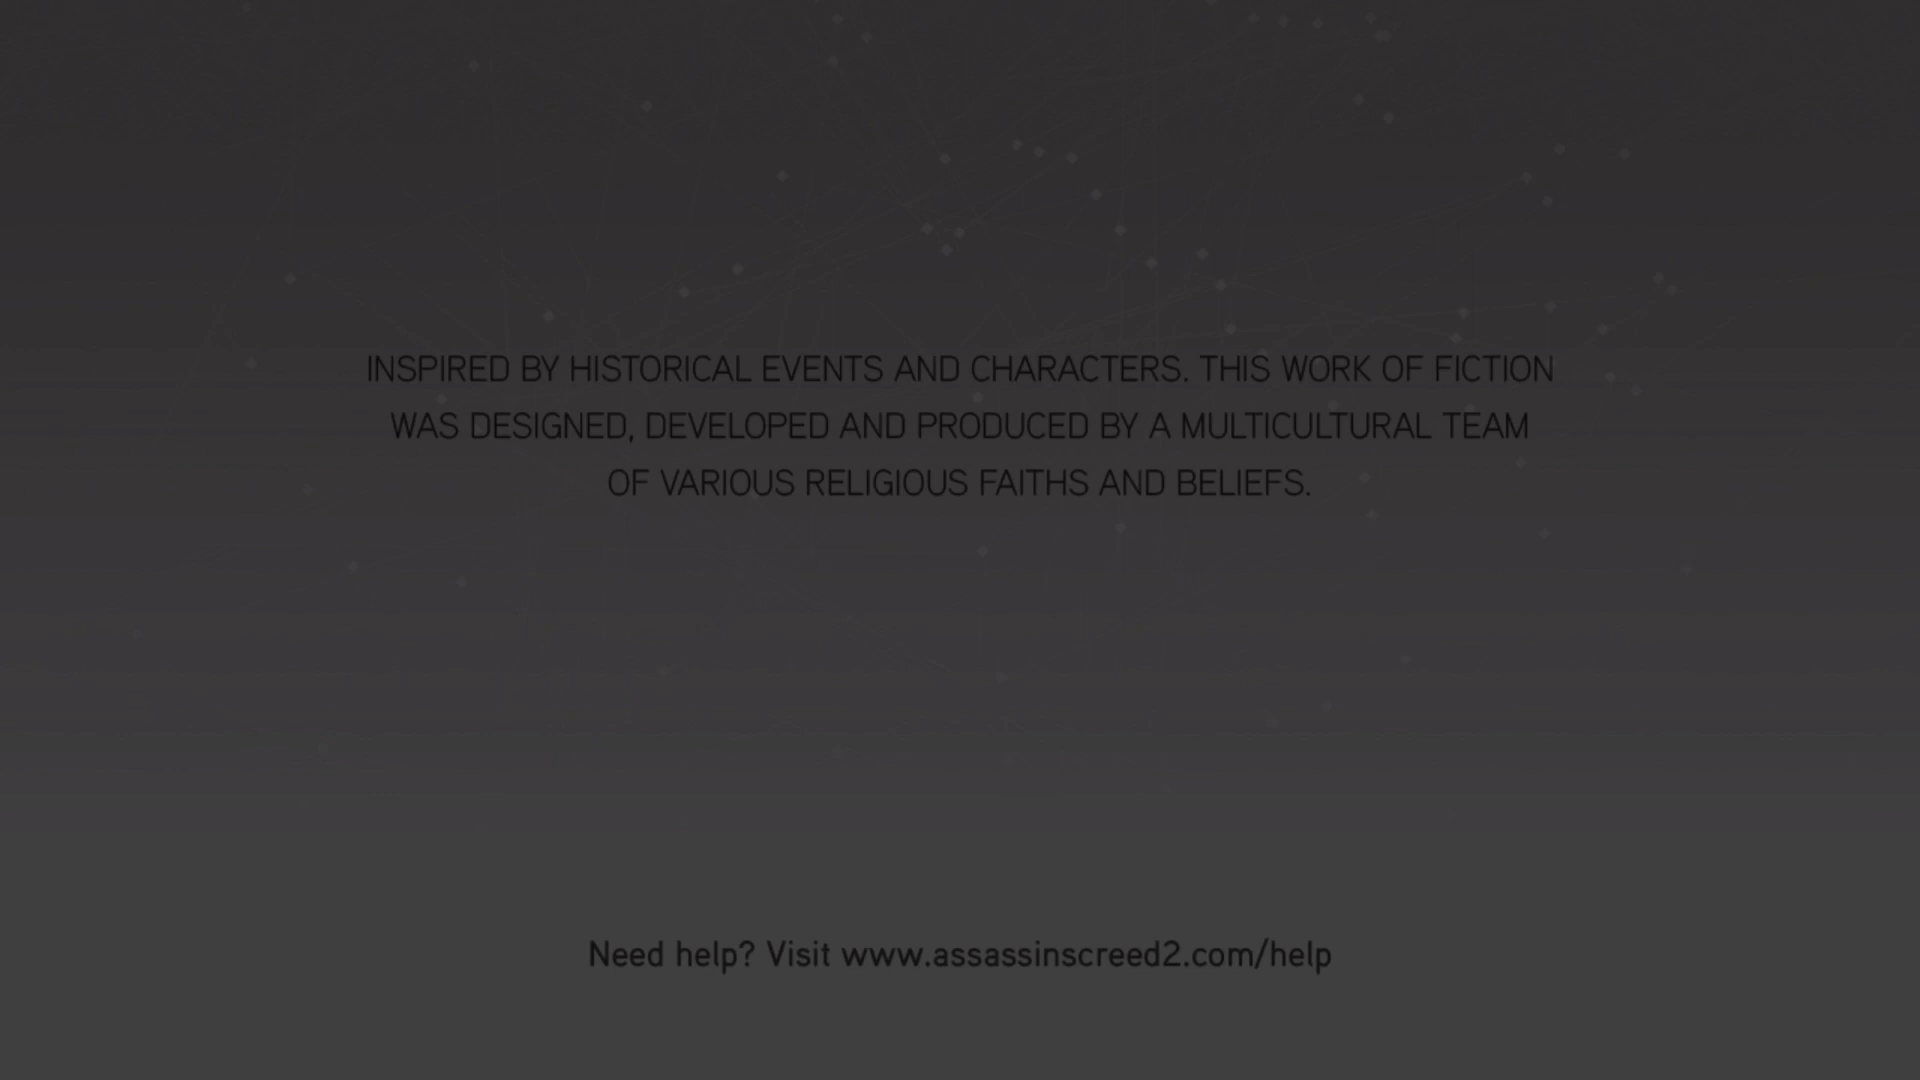 INSPIRED BY HISTORICAL EVENTS AND CHARACTERS. THIS WORK OF FICTION
WAS DESIGNED, DEVELOPED AND PRODUCED BY A MULTICULTURAL TEAM
OF VARIOUS RELIGIOUS FAITHS AND BELIEFS.
Need help? Visit www.assassinscreed2.com/help